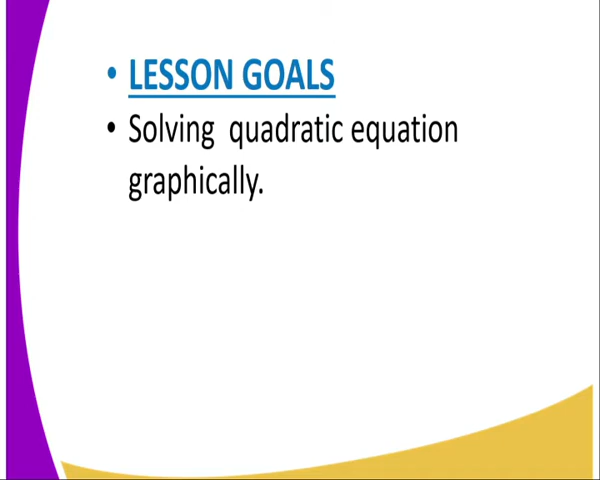 • LESSON GOALS
• Solving quadratic equation
graphically.